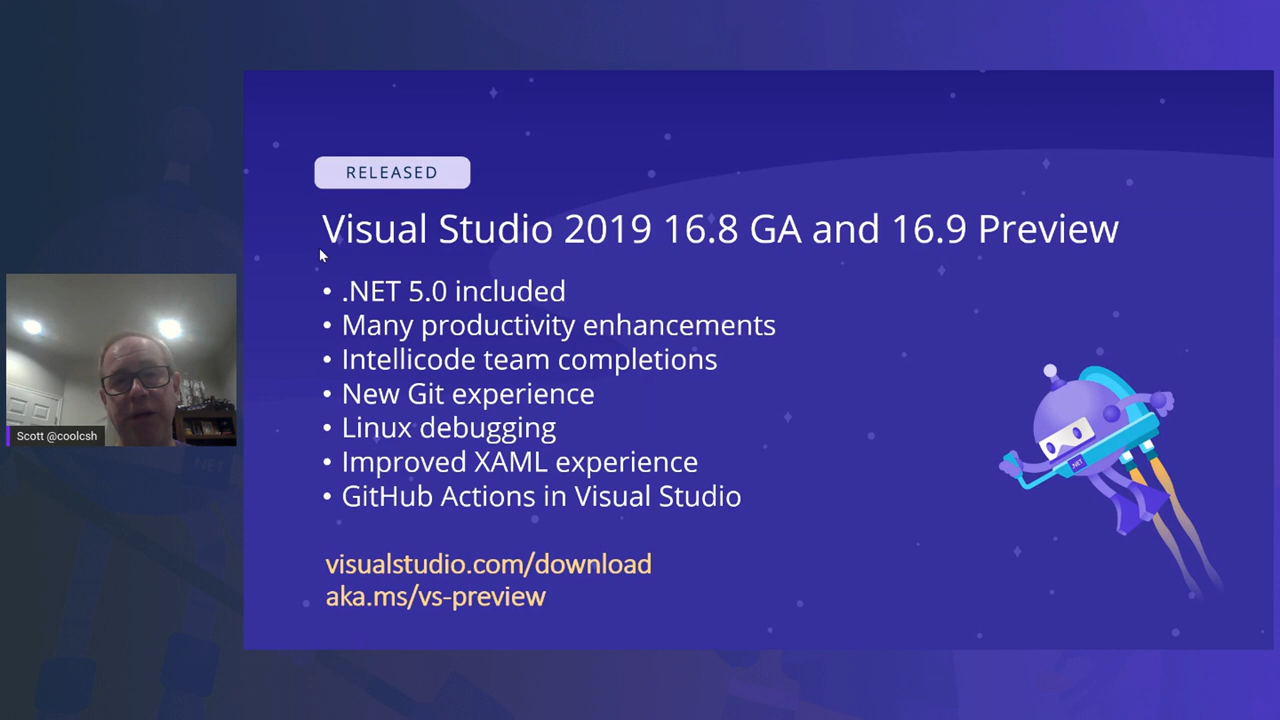 RELEASED
Visual Studio 2019 16.8 GA and 16.9 Preview
• .NET 5.0 included
• Many productivity enhancements
• Intellicode team completions
• New Git experience
• Linux debugging
• Improved XAML experience
• GitHub Actions in Visual Studio
visualstudio.com/download
aka.ms/vs-preview
Scott @coolcsh
.NET
.NET